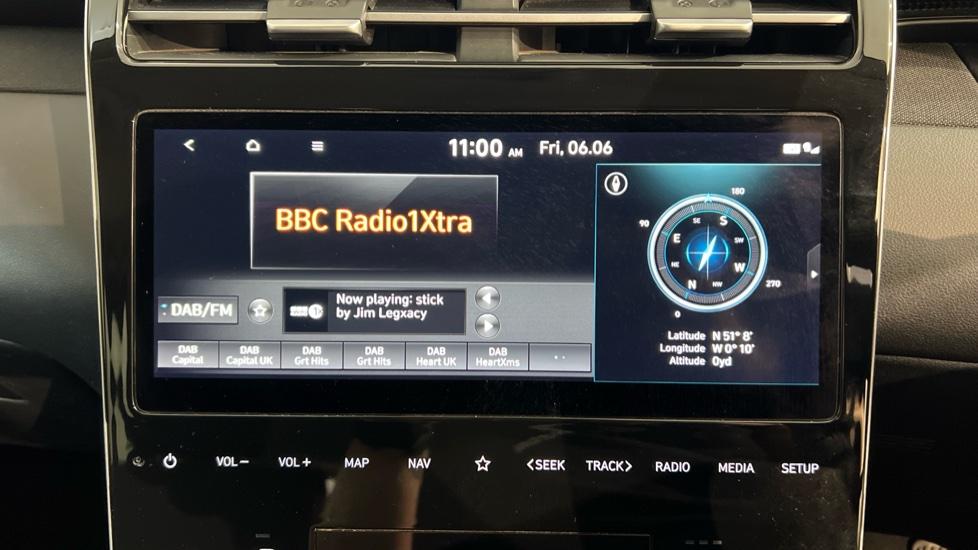 11:00 AM Fri, 06.06
BBC Radio1Xtra
DAB/FM
Now playing: stick
by Jim Legxacy
DAB Capital
DAB Capital UK
DAB Grt Hits
DAB Grt Hits
DAB Heart UK
DAB HeartXms
180
90
270
0
S
SE
SW
E
W
NE
NW
N
Latitude N 51° 8'
Longitude W 0° 10'
Altitude 0yd
VOL− VOL+ MAP NAV <SEEK TRACK> RADIO MEDIA SETUP